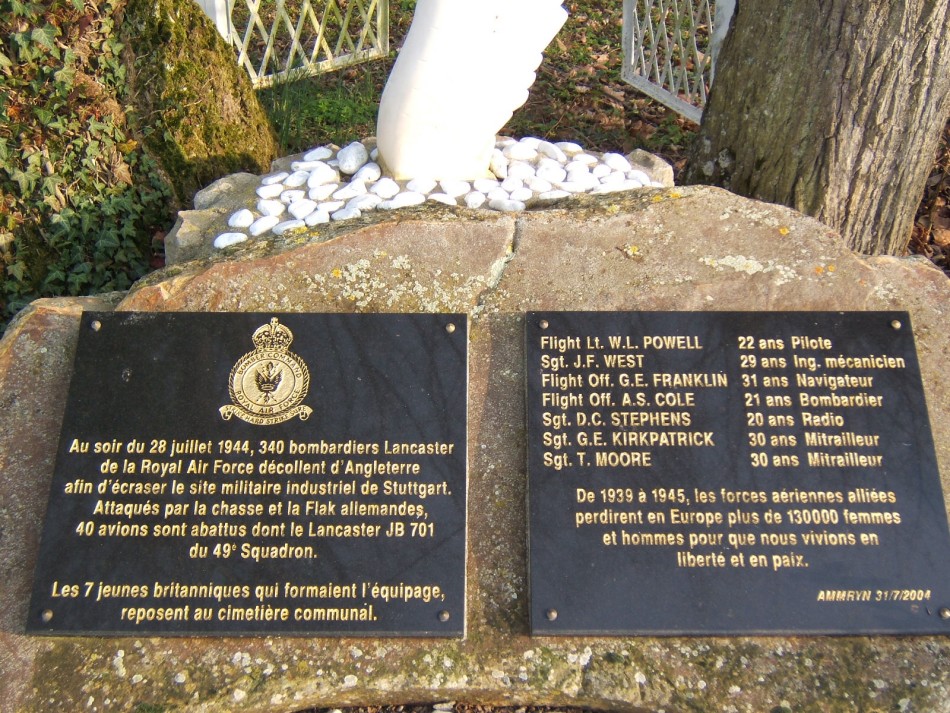 BOMBER COMMAND
ROYAL AIR FORCE
STRIKE HARD STRIKE SURE
Au soir du 28 juillet 1944, 340 bombardiers Lancaster
de la Royal Air Force décollent d'Angleterre
afin d'écraser le site militaire industriel de Stuttgart.
Attaqués par la chasse et la Flak allemandes,
40 avions sont abattus dont le Lancaster JB 701
du 49e Squadron.
Les 7 jeunes britanniques qui formaient l'équipage,
reposent au cimetière communal.
Flight Lt. W.L. POWELL 22 ans Pilote
Sgt. J.F. WEST 29 ans Ing. mécanicien
Flight Off. G.E. FRANKLIN 31 ans Navigateur
Flight Off. A.S. COLE 21 ans Bombardier
Sgt. D.C. STEPHENS 20 ans Radio
Sgt. G.E. KIRKPATRICK 30 ans Mitrailleur
Sgt. T. MOORE 30 ans Mitrailleur
De 1939 à 1945, les forces aériennes alliées
perdirent en Europe plus de 130000 femmes
et hommes pour que nous vivions en
liberté et en paix.
AMMRYN 31/7/2004